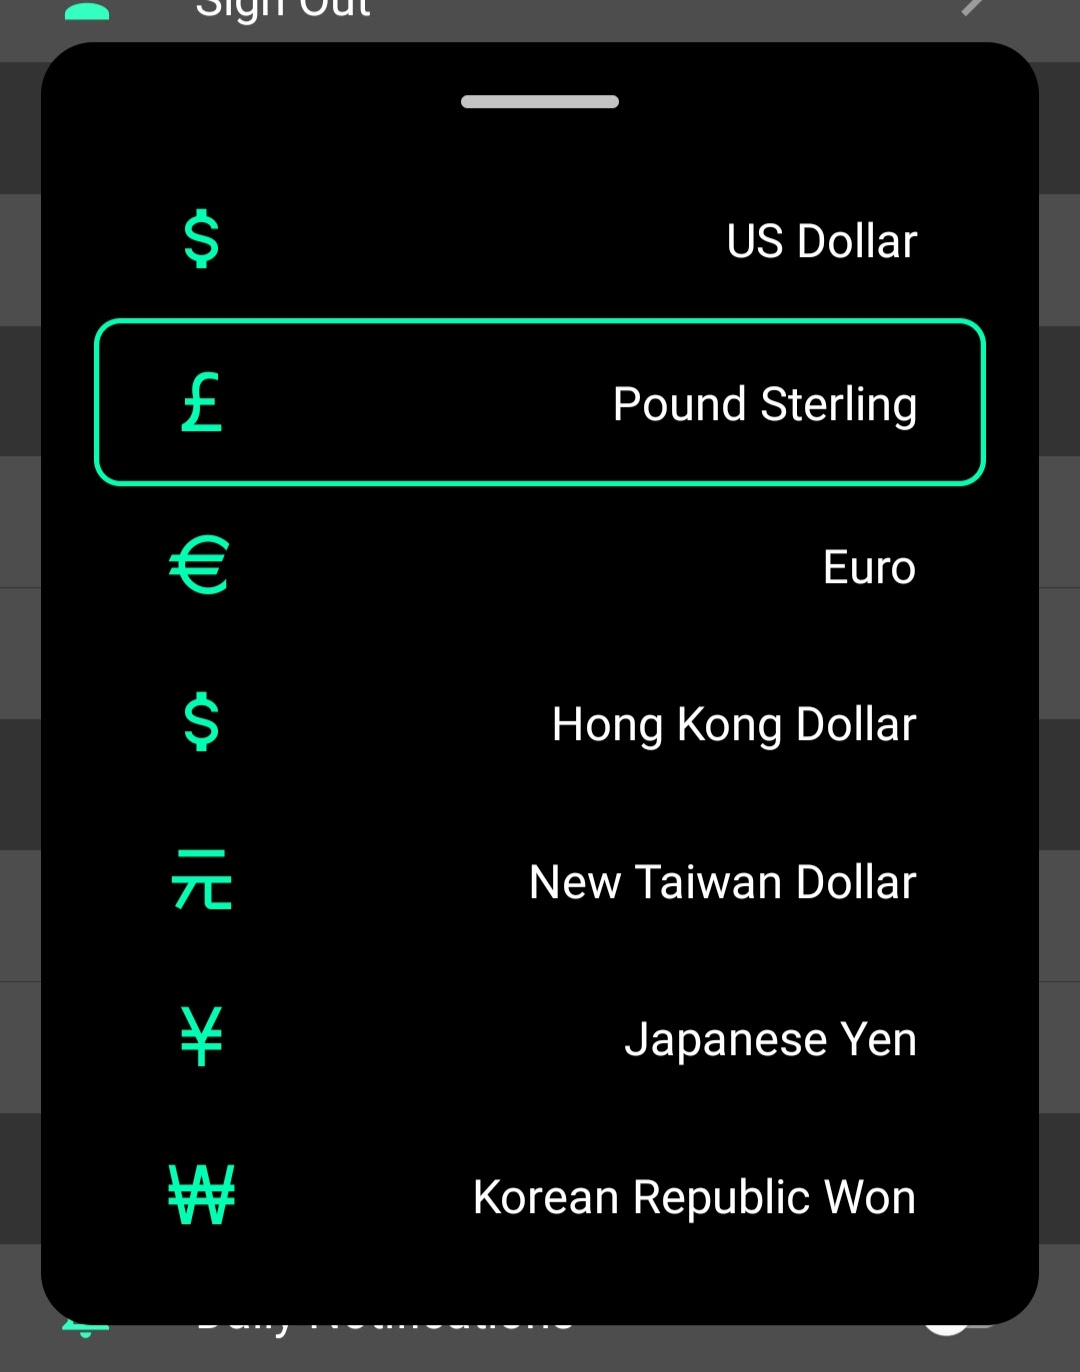 Sign Out
$ US Dollar
£ Pound Sterling
€ Euro
$ Hong Kong Dollar
元 New Taiwan Dollar
¥ Japanese Yen
₩ Korean Republic Won
Daily Notifications